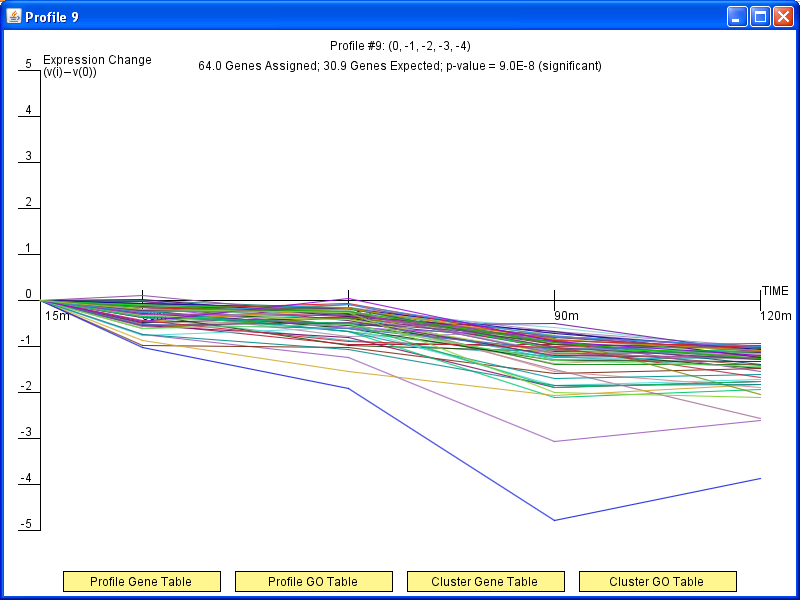 Profile 9
Profile #9: (0, -1, -2, -3, -4)
64.0 Genes Assigned; 30.9 Genes Expected; p-value = 9.0E-8 (significant)
Expression Change
(v(i)−v(0))
5
4
3
2
1
0
-1
-2
-3
-4
-5
15m
90m
120m
TIME
Profile Gene Table
Profile GO Table
Cluster Gene Table
Cluster GO Table